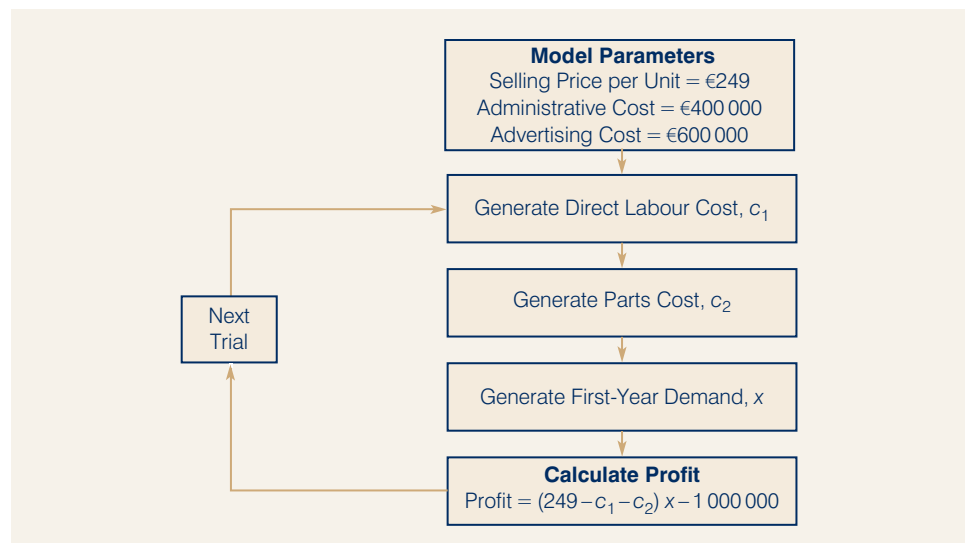 Model Parameters
Selling Price per Unit = €249
Administrative Cost = €400 000
Advertising Cost = €600 000
Generate Direct Labour Cost, c₁
Generate Parts Cost, c₂
Next
Trial
Generate First-Year Demand, x
Calculate Profit
Profit = (249 – c₁ – c₂) x – 1 000 000